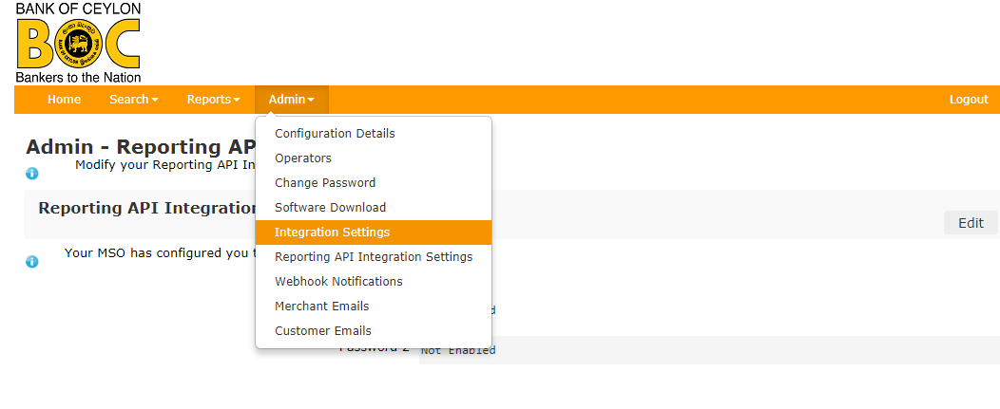 BANK OF CEYLON
BOC
Bankers to the Nation
Home Search Reports Admin Logout
Configuration Details
Operators
Change Password
Software Download
Integration Settings
Reporting API Integration Settings
Webhook Notifications
Merchant Emails
Customer Emails
Admin - Reporting AP
Modify your Reporting API In
Reporting API Integration
Edit
Your MSO has configured you t
d
Password 2 Not Enabled